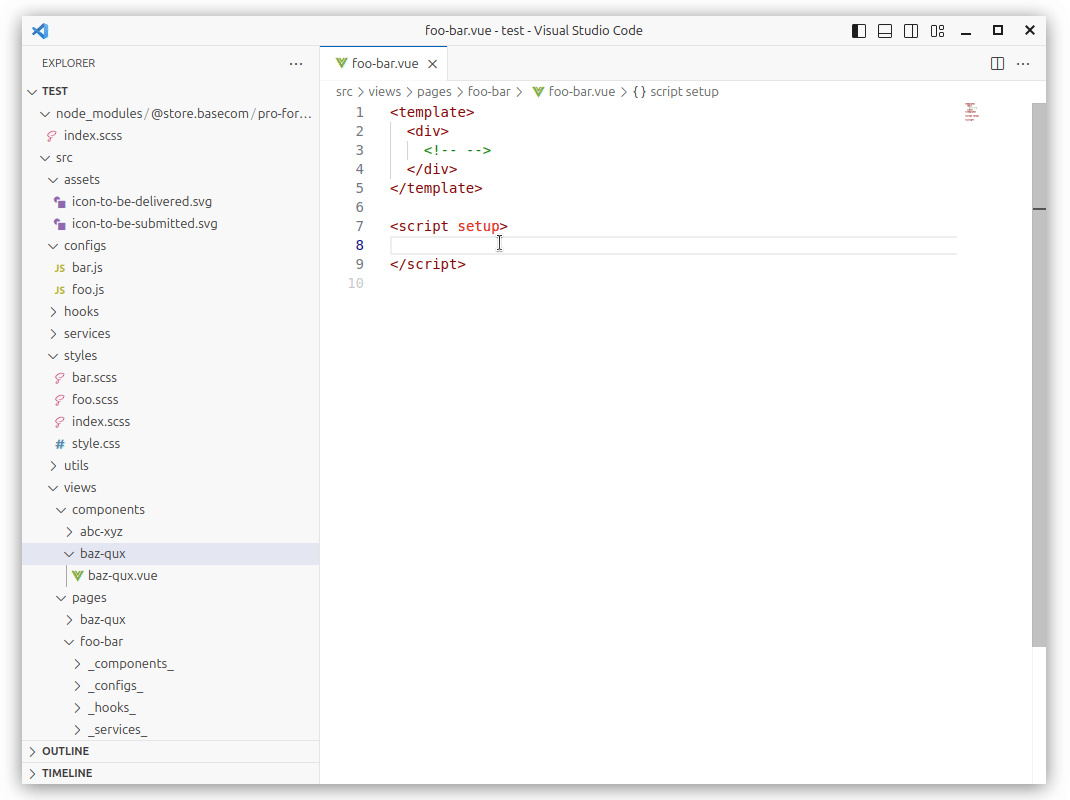 foo-bar.vue - test - Visual Studio Code
EXPLORER
TEST
node_modules / @store.basecom / pro-for...
index.scss
src
assets
icon-to-be-delivered.svg
icon-to-be-submitted.svg
configs
JS bar.js
JS foo.js
hooks
services
styles
bar.scss
foo.scss
index.scss
# style.css
utils
views
components
abc-xyz
baz-qux
baz-qux.vue
pages
baz-qux
foo-bar
_components_
_configs_
_hooks_
_services_
OUTLINE
TIMELINE
foo-bar.vue
src > views > pages > foo-bar > foo-bar.vue > {} script setup
1 <template>
2 <div>
3 <!-- -->
4 </div>
5 </template>
6
7 <script setup>
8
9 </script>
10